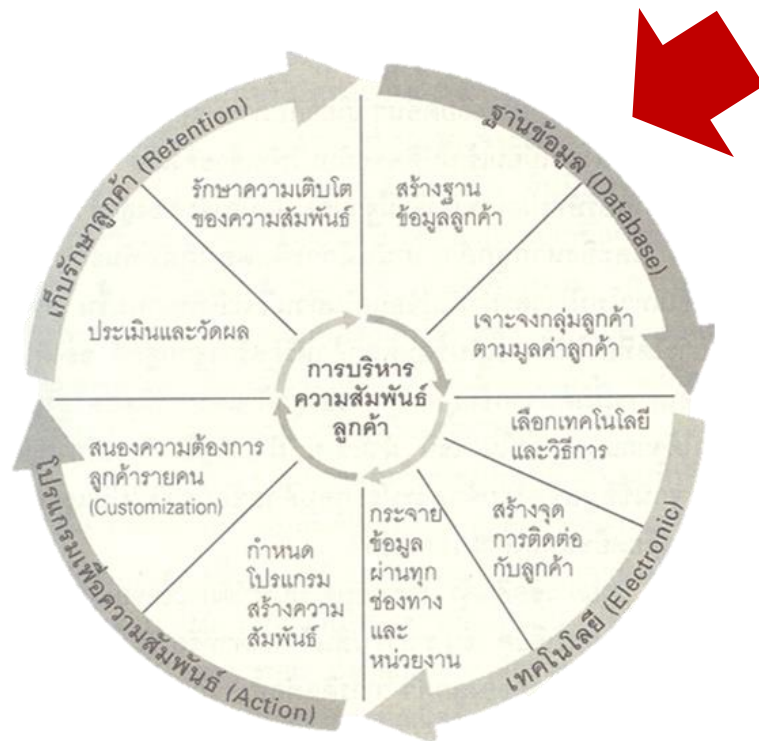 ฐานข้อมูล (Database)
สร้างฐาน
ข้อมูลลูกค้า
เจาะจงกลุ่มลูกค้า
ตามมูลค่าลูกค้า
เทคโนโลยี (Electronic)
เลือกเทคโนโลยี
และวิธีการ
สร้างจุด
การติดต่อ
กับลูกค้า
กระจาย
ข้อมูล
ผ่านทุก
ช่องทาง
และ
หน่วยงาน
โปรแกรมเพื่อความสัมพันธ์ (Action)
กำหนด
โปรแกรม
สร้างความ
สัมพันธ์
สนองความต้องการ
ลูกค้ารายคน
(Customization)
เก็บรักษาลูกค้า (Retention)
ประเมินและวัดผล
รักษาความเติบโต
ของความสัมพันธ์
การบริหาร
ความสัมพันธ์
ลูกค้า